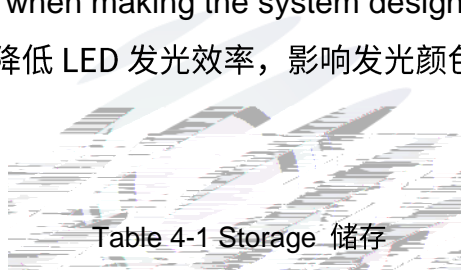 when making the system design
降低 LED 发光效率，影响发光颜色
Table 4-1 Storage 储存